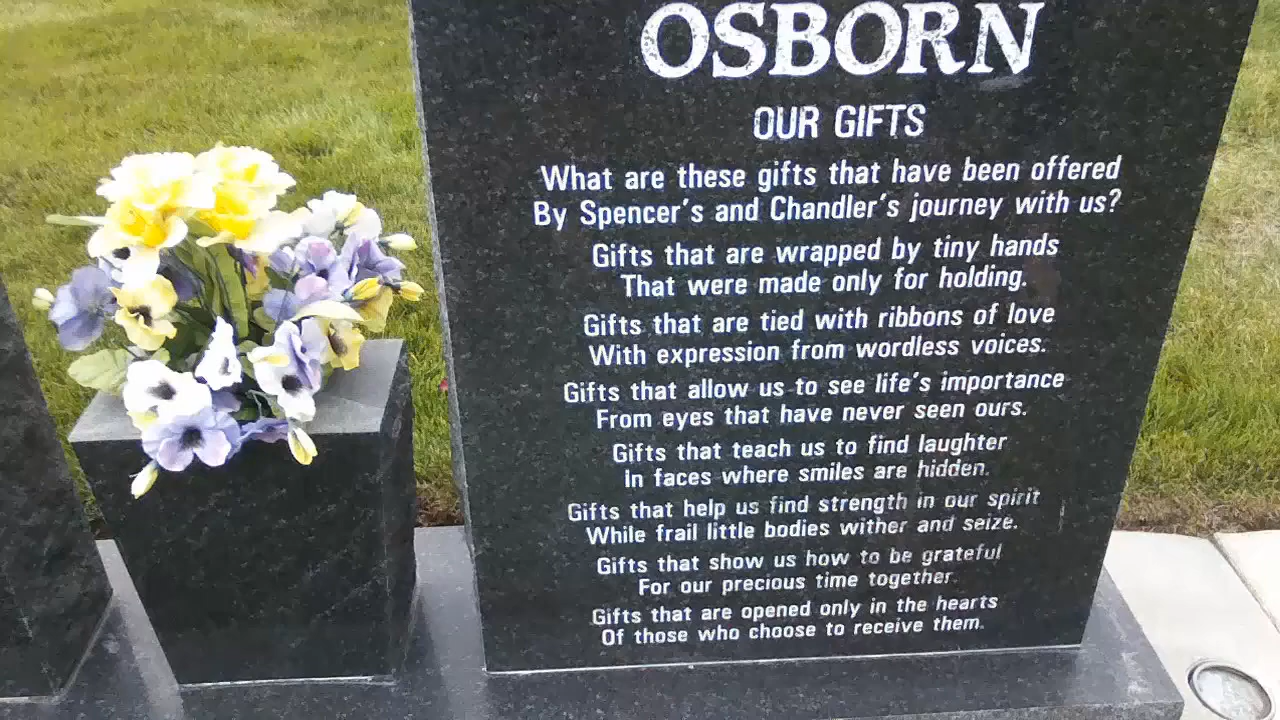 OSBORN
OUR GIFTS
What are these gifts that have been offered
By Spencer's and Chandler's journey with us?
Gifts that are wrapped by tiny hands
That were made only for holding.
Gifts that are tied with ribbons of love
With expression from wordless voices.
Gifts that allow us to see life's importance
From eyes that have never seen ours.
Gifts that teach us to find laughter
In faces where smiles are hidden.
Gifts that help us find strength in our spirit
While frail little bodies wither and seize.
Gifts that show us how to be grateful
For our precious time together.
Gifts that are opened only in the hearts
Of those who choose to receive them.